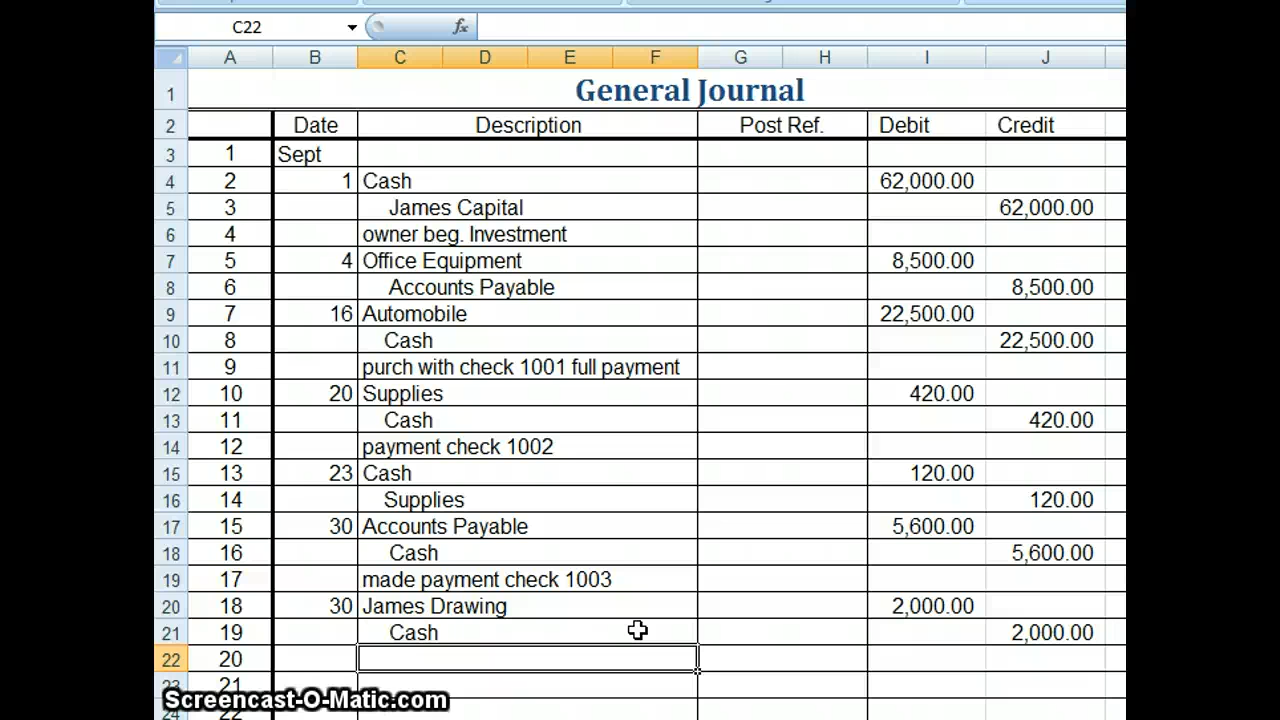 C22 fx
A B C D E F G H I J
1 General Journal
2 Date Description Post Ref. Debit Credit
3 1 Sept
4 2 1 Cash 62,000.00
5 3 James Capital 62,000.00
6 4 owner beg. Investment
7 5 4 Office Equipment 8,500.00
8 6 Accounts Payable 8,500.00
9 7 16 Automobile 22,500.00
10 8 Cash 22,500.00
11 9 purch with check 1001 full payment
12 10 20 Supplies 420.00
13 11 Cash 420.00
14 12 payment check 1002
15 13 23 Cash 120.00
16 14 Supplies 120.00
17 15 30 Accounts Payable 5,600.00
18 16 Cash 5,600.00
19 17 made payment check 1003
20 18 30 James Drawing 2,000.00
21 19 Cash 2,000.00
22 20
23 21
Screencast-O-Matic.com
24 22